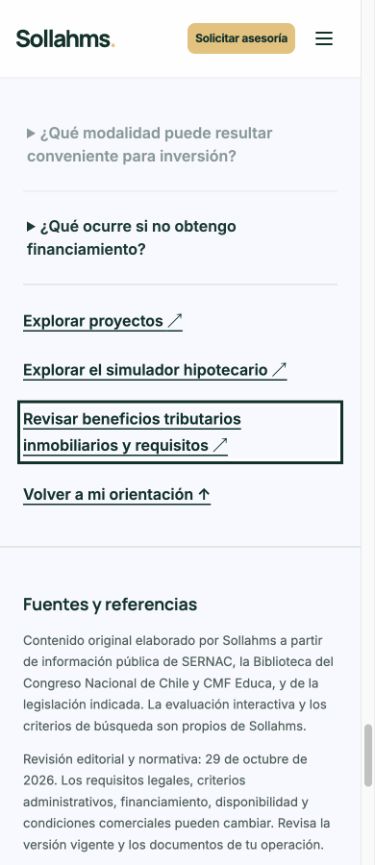 Sollahms.
Solicitar asesoría
▶ ¿Qué modalidad puede resultar
conveniente para inversión?
▶ ¿Qué ocurre si no obtengo
financiamiento?
Explorar proyectos ↗
Explorar el simulador hipotecario ↗
Revisar beneficios tributarios
inmobiliarios y requisitos ↗
Volver a mi orientación ↑
Fuentes y referencias
Contenido original elaborado por Sollahms a partir
de información pública de SERNAC, la Biblioteca del
Congreso Nacional de Chile y CMF Educa, y de la
legislación indicada. La evaluación interactiva y los
criterios de búsqueda son propios de Sollahms.
Revisión editorial y normativa: 29 de octubre de
2026. Los requisitos legales, criterios
administrativos, financiamiento, disponibilidad y
condiciones comerciales pueden cambiar. Revisa la
versión vigente y los documentos de tu operación.